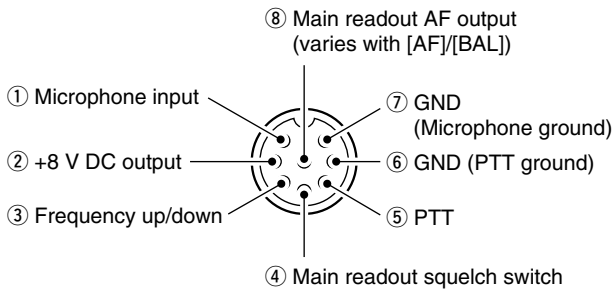 ⑧ Main readout AF output
(varies with [AF]/[BAL])
① Microphone input
⑦ GND
(Microphone ground)
② +8 V DC output
⑥ GND (PTT ground)
③ Frequency up/down
⑤ PTT
④ Main readout squelch switch